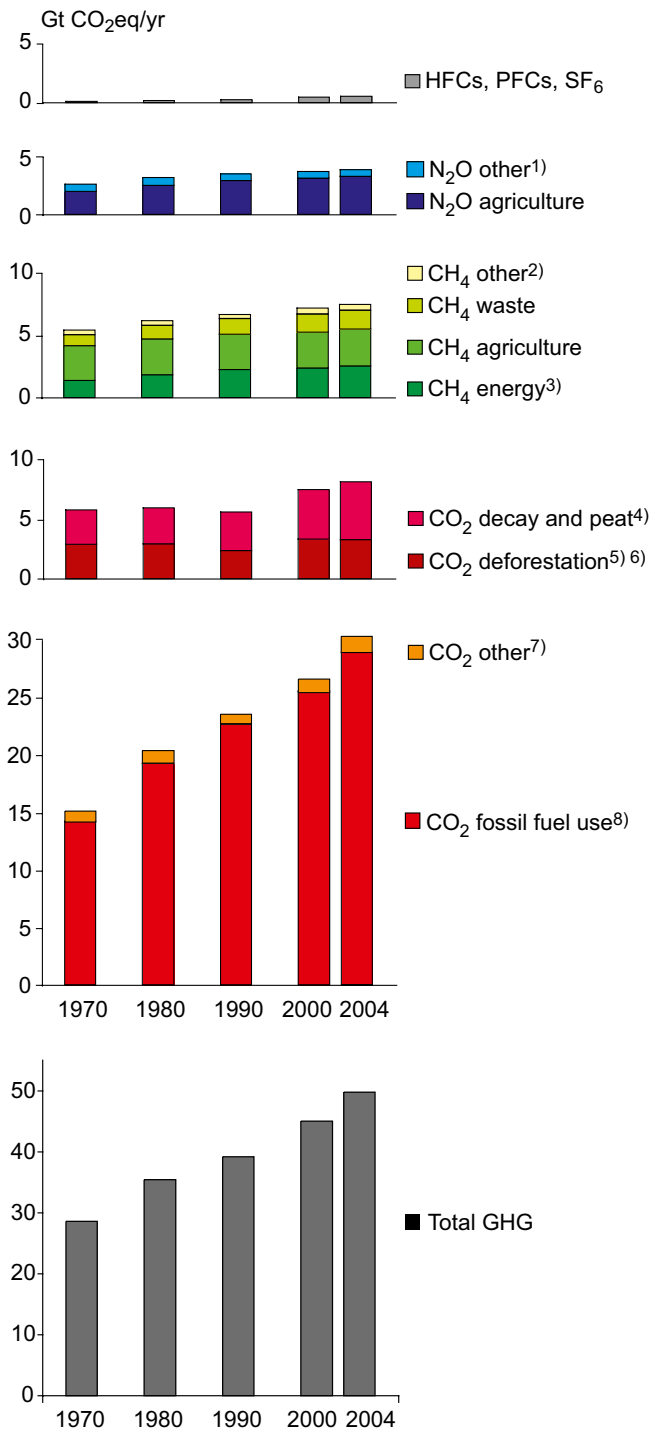 Gt CO₂eq/yr
5
0
HFCs, PFCs, SF₆
5
0
N₂O other¹⁾
N₂O agriculture
10
5
0
CH₄ other²⁾
CH₄ waste
CH₄ agriculture
CH₄ energy³⁾
10
5
0
CO₂ decay and peat⁴⁾
CO₂ deforestation⁵⁾ ⁶⁾
30
25
20
15
10
5
0
CO₂ other⁷⁾
CO₂ fossil fuel use⁸⁾
1970 1980 1990 2000 2004
50
40
30
20
10
0
Total GHG
1970 1980 1990 2000 2004